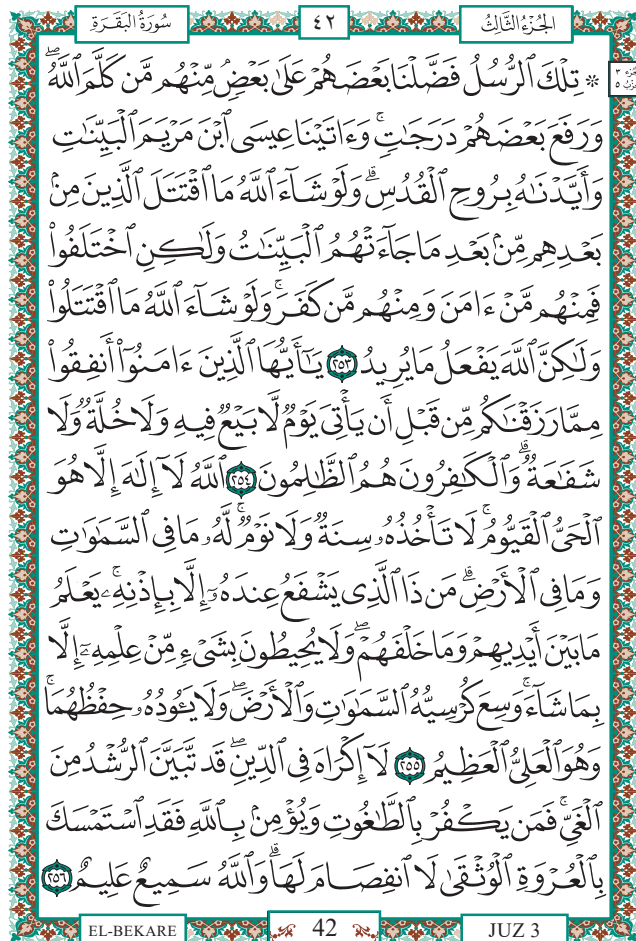 الجُزْءُ الثَّالِثُ ٤٢ سُورَةُ البَقَرَةِ
۞ تِلْكَ ٱلرُّسُلُ فَضَّلْنَا بَعْضَهُمْ عَلَىٰ بَعْضٍۘ مِّنْهُم مَّن كَلَّمَ ٱللَّهُۖ
وَرَفَعَ بَعْضَهُمْ دَرَجَٰتٍۚ وَءَاتَيْنَا عِيسَى ٱبْنَ مَرْيَمَ ٱلْبَيِّنَٰتِ
وَأَيَّدْنَٰهُ بِرُوحِ ٱلْقُدُسِۗ وَلَوْ شَآءَ ٱللَّهُ مَا ٱقْتَتَلَ ٱلَّذِينَ مِنۢ
بَعْدِهِم مِّنۢ بَعْدِ مَا جَآءَتْهُمُ ٱلْبَيِّنَٰتُ وَلَٰكِنِ ٱخْتَلَفُوا۟
فَمِنْهُم مَّنْ ءَامَنَ وَمِنْهُم مَّن كَفَرَۚ وَلَوْ شَآءَ ٱللَّهُ مَا ٱقْتَتَلُوا۟
وَلَٰكِنَّ ٱللَّهَ يَفْعَلُ مَا يُرِيدُ ٢٥٣ يَٰٓأَيُّهَا ٱلَّذِينَ ءَامَنُوٓا۟ أَنفِقُوا۟
مِمَّا رَزَقْنَٰكُم مِّن قَبْلِ أَن يَأْتِىَ يَوْمٌ لَّا بَيْعٌ فِيهِ وَلَا خُلَّةٌ وَلَا
شَفَٰعَةٌۗ وَٱلْكَٰفِرُونَ هُمُ ٱلظَّٰلِمُونَ ٢٥٤ ٱللَّهُ لَآ إِلَٰهَ إِلَّا هُوَ
ٱلْحَىُّ ٱلْقَيُّومُۚ لَا تَأْخُذُهُۥ سِنَةٌ وَلَا نَوْمٌۚ لَّهُۥ مَا فِى ٱلسَّمَٰوَٰتِ
وَمَا فِى ٱلْأَرْضِۗ مَن ذَا ٱلَّذِى يَشْفَعُ عِندَهُۥٓ إِلَّا بِإِذْنِهِۦۚ يَعْلَمُ
مَا بَيْنَ أَيْدِيهِمْ وَمَا خَلْفَهُمْۖ وَلَا يُحِيطُونَ بِشَىْءٍ مِّنْ عِلْمِهِۦٓ إِلَّا
بِمَا شَآءَۚ وَسِعَ كُرْسِيُّهُ ٱلسَّمَٰوَٰتِ وَٱلْأَرْضَۖ وَلَا يَـُٔودُهُۥ حِفْظُهُمَاۚ
وَهُوَ ٱلْعَلِىُّ ٱلْعَظِيمُ ٢٥٥ لَآ إِكْرَاهَ فِى ٱلدِّينِۖ قَد تَّبَيَّنَ ٱلرُّشْدُ مِنَ
ٱلْغَىِّۚ فَمَن يَكْفُرْ بِٱلطَّٰغُوتِ وَيُؤْمِنۢ بِٱللَّهِ فَقَدِ ٱسْتَمْسَكَ
بِٱلْعُرْوَةِ ٱلْوُثْقَىٰ لَا ٱنفِصَامَ لَهَاۗ وَٱللَّهُ سَمِيعٌ عَلِيمٌ ٢٥٦
EL-BEKARE 42 JUZ 3